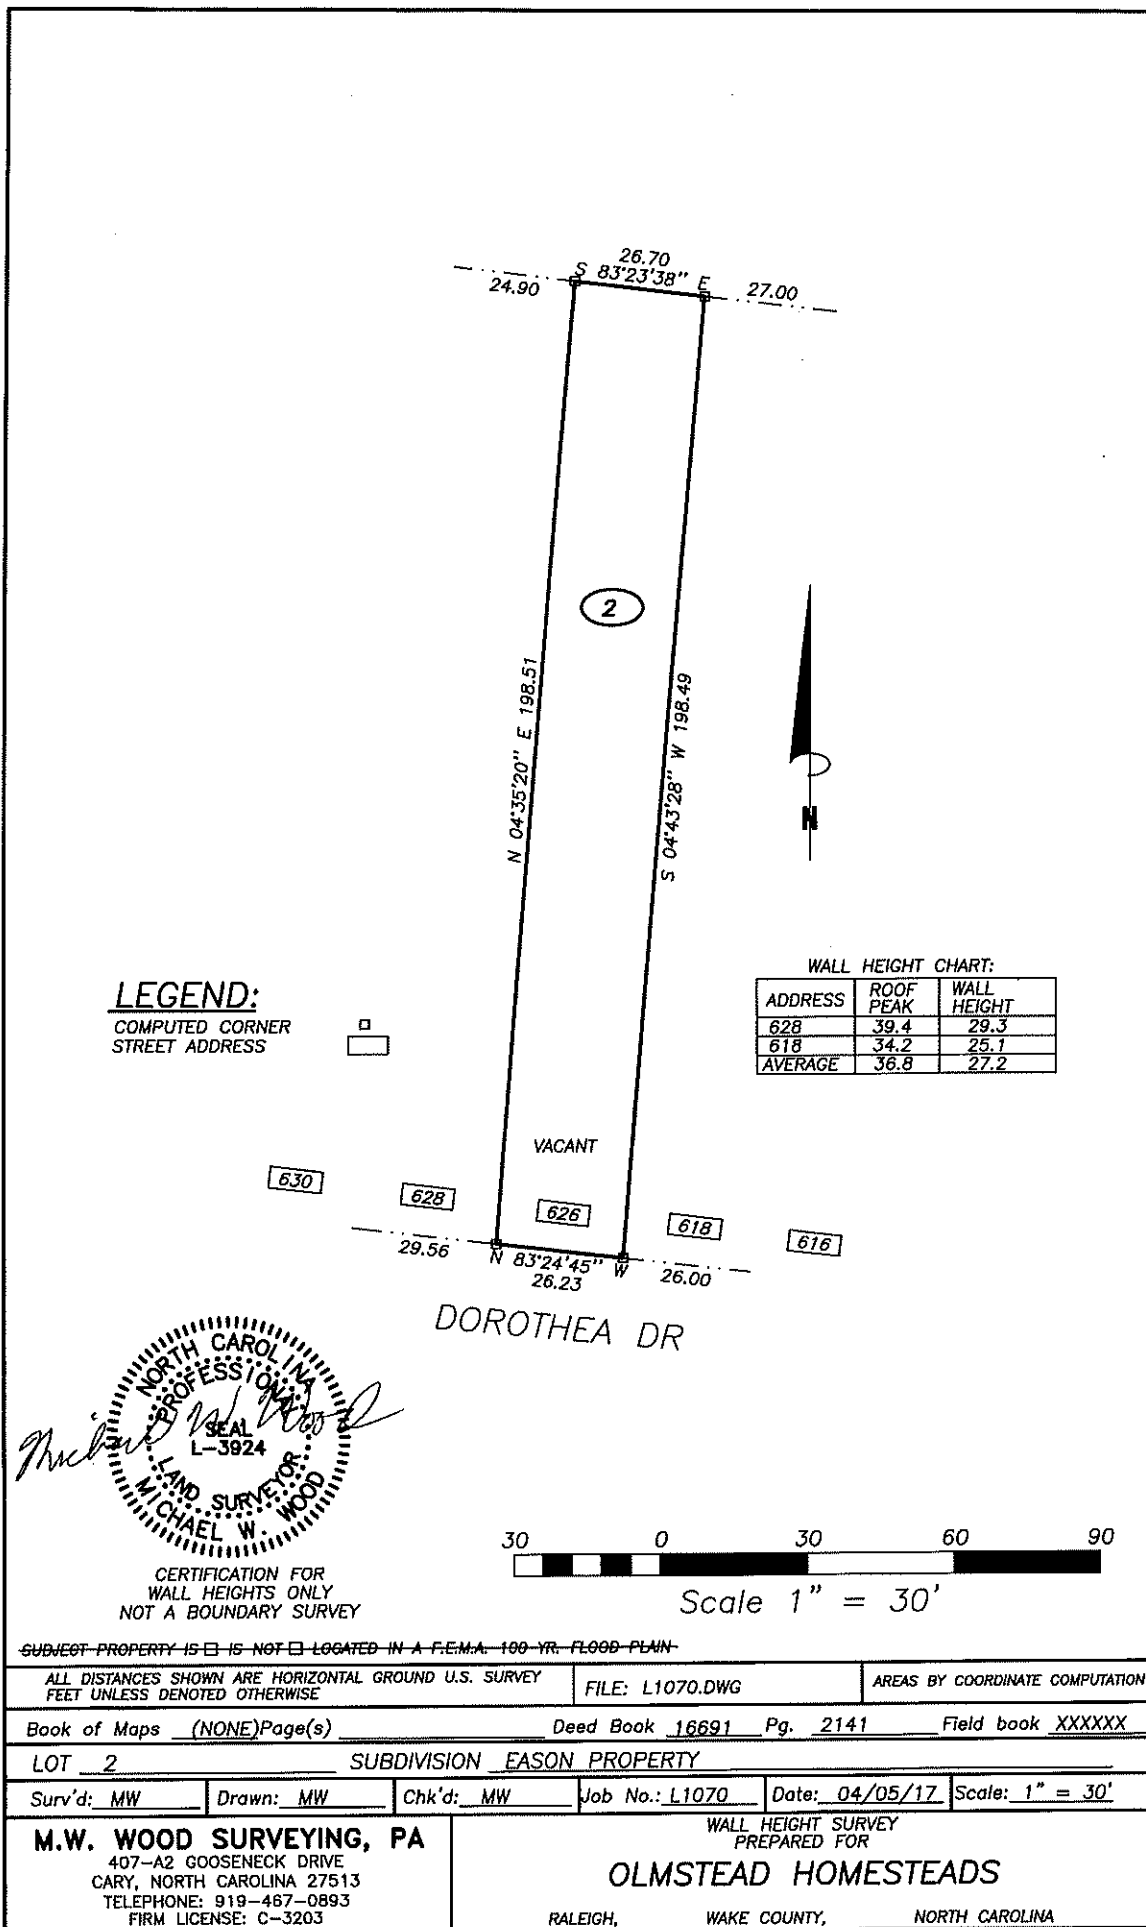 26.70
S 83°23'38" E
24.90
27.00
2
N 04°35'20" E 198.51
S 04°43'28" W 198.49
N
LEGEND:
COMPUTED CORNER
STREET ADDRESS
WALL HEIGHT CHART:
ADDRESS ROOF PEAK WALL HEIGHT
628 39.4 29.3
618 34.2 25.1
AVERAGE 36.8 27.2
VACANT
630
628
626
618
616
29.56
N 83°24'45" W
26.23
26.00
DOROTHEA DR
NORTH CAROLINA
PROFESSIONAL
SEAL
L-3924
LAND SURVEYOR
MICHAEL W. WOOD
Michael W. Wood
CERTIFICATION FOR
WALL HEIGHTS ONLY
NOT A BOUNDARY SURVEY
30 0 30 60 90
Scale 1" = 30'
SUBJECT PROPERTY IS □ IS NOT □ LOCATED IN A F.E.M.A. 100 YR. FLOOD PLAIN
ALL DISTANCES SHOWN ARE HORIZONTAL GROUND U.S. SURVEY
FEET UNLESS DENOTED OTHERWISE
FILE: L1070.DWG
AREAS BY COORDINATE COMPUTATION
Book of Maps (NONE)Page(s) Deed Book 16691 Pg. 2141 Field book XXXXXX
LOT 2 SUBDIVISION EASON PROPERTY
Surv'd: MW Drawn: MW Chk'd: MW Job No.: L1070 Date: 04/05/17 Scale: 1" = 30'
M.W. WOOD SURVEYING, PA
407-A2 GOOSENECK DRIVE
CARY, NORTH CAROLINA 27513
TELEPHONE: 919-467-0893
FIRM LICENSE: C-3203
WALL HEIGHT SURVEY
PREPARED FOR
OLMSTEAD HOMESTEADS
RALEIGH, WAKE COUNTY, NORTH CAROLINA